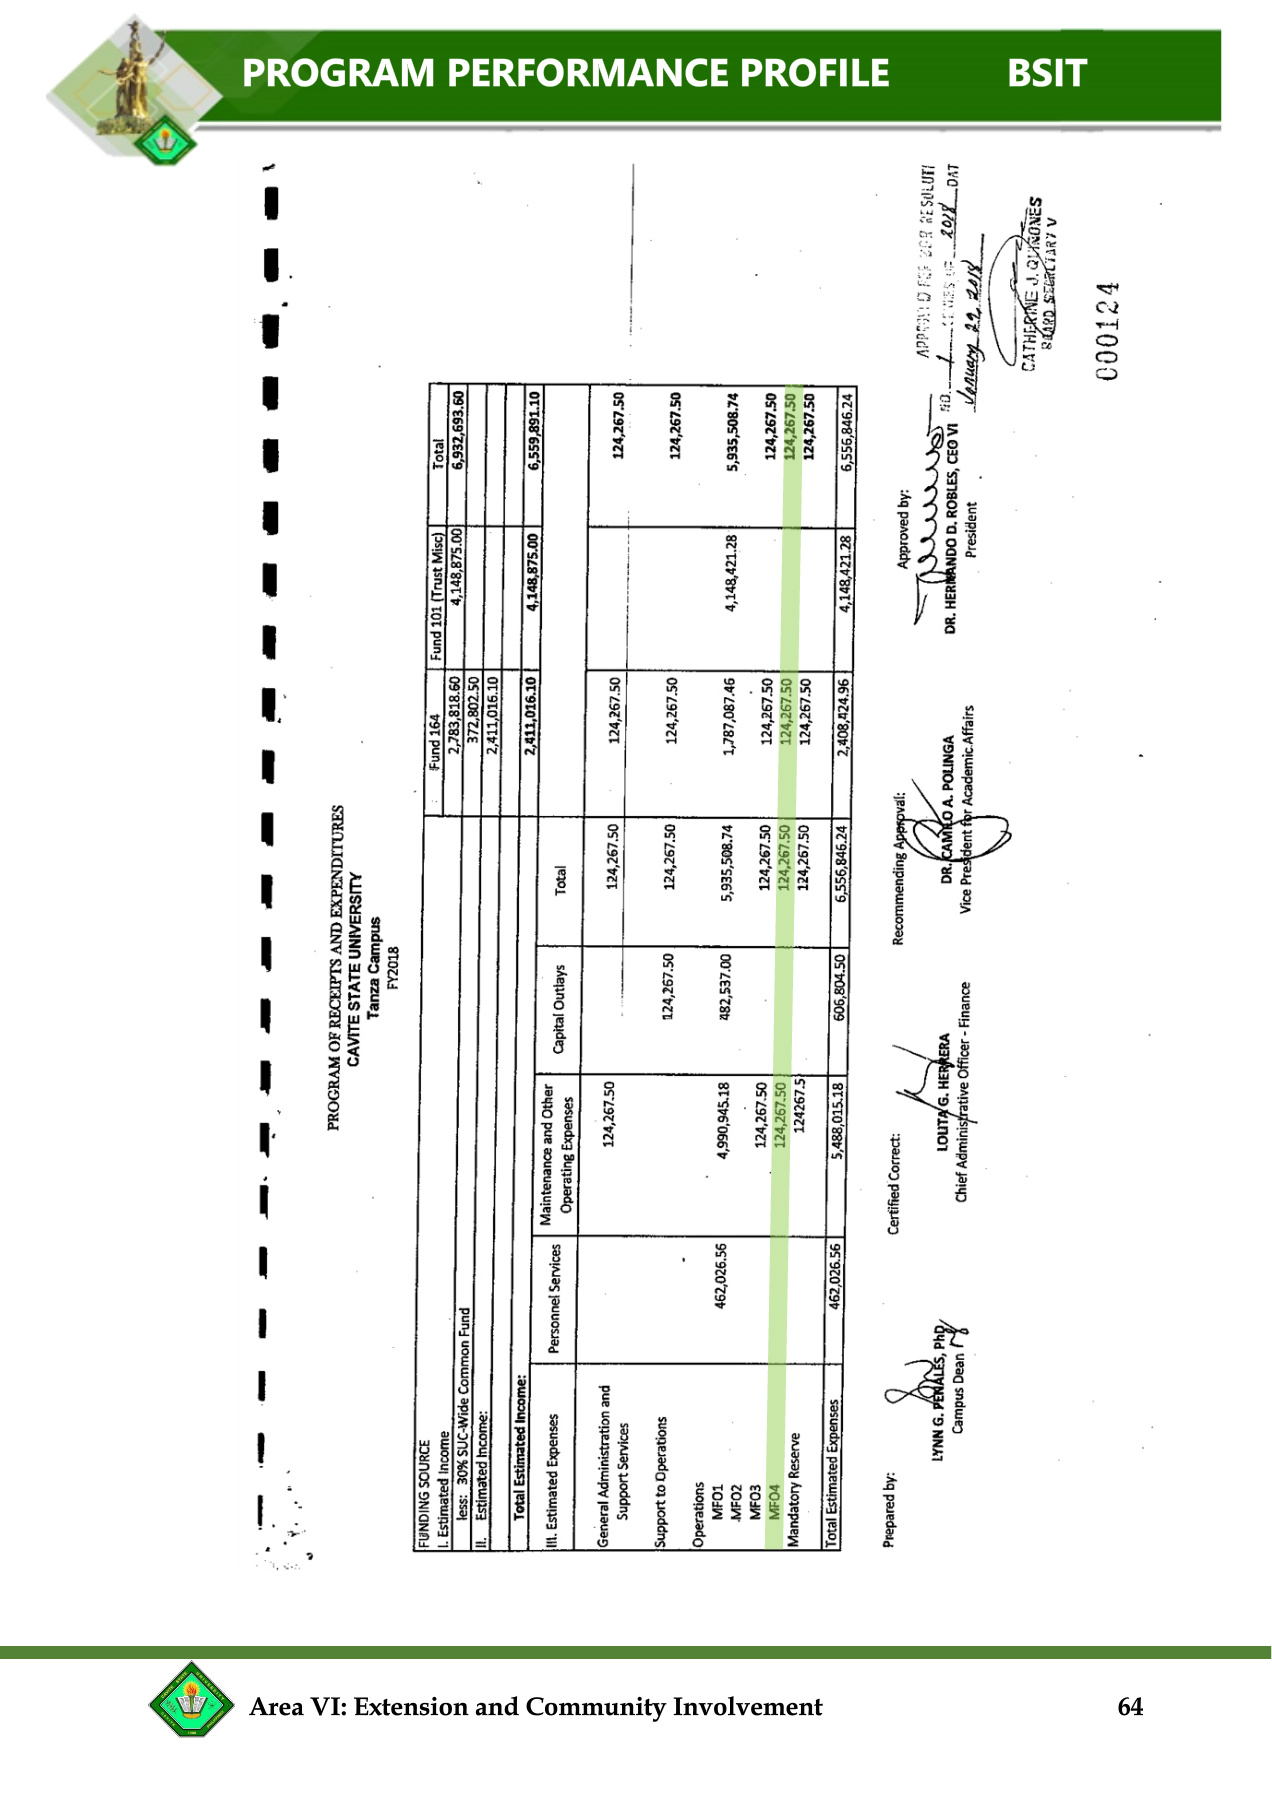 PROGRAM PERFORMANCE PROFILE BSIT
PROGRAM OF RECEIPTS AND EXPENDITURES
CAVITE STATE UNIVERSITY
Tanza Campus
FY2018
FUNDING SOURCE Fund 164 Fund 101 (Trust Misc) Total
I. Estimated Income 2,783,818.60 4,148,875.00 6,932,693.60
less: 30% SUC-Wide Common Fund 372,802.50
II. Estimated Income: 2,411,016.10
Total Estimated Income: 2,411,016.10 4,148,875.00 6,559,891.10
III. Estimated Expenses Personnel Services Maintenance and Other Operating Expenses Capital Outlays Total
General Administration and
Support Services 124,267.50 124,267.50 124,267.50 124,267.50
Support to Operations 124,267.50 124,267.50 124,267.50 124,267.50
Operations
MFO1 462,026.56 4,990,945.18 482,537.00 5,935,508.74 1,787,087.46 4,148,421.28 5,935,508.74
MFO2
MFO3 124,267.50 124,267.50 124,267.50 124,267.50
MFO4 124,267.50 124,267.50 124,267.50 124,267.50
Mandatory Reserve 124267.5 124,267.50 124,267.50 124,267.50
Total Estimated Expenses 462,026.56 5,488,015.18 606,804.50 6,556,846.24 2,408,424.96 4,148,421.28 6,556,846.24
Prepared by: Certified Correct: Recommending Approval: Approved by:
LYNN G. PENALES, PhD LOLITA G. HERRERA DR. CAMILO A. POLINGA DR. HERNANDO D. ROBLES, CEO VI
Campus Dean Chief Administrative Officer - Finance Vice President for Academic Affairs President
APPROVED PER BOR RESOLUTI
NO. 1 SERIES OF 2018 DAT
January 22, 2018
CATHERINE J. QUIÑONES
BOARD SECRETARY V
000124
Area VI: Extension and Community Involvement 64